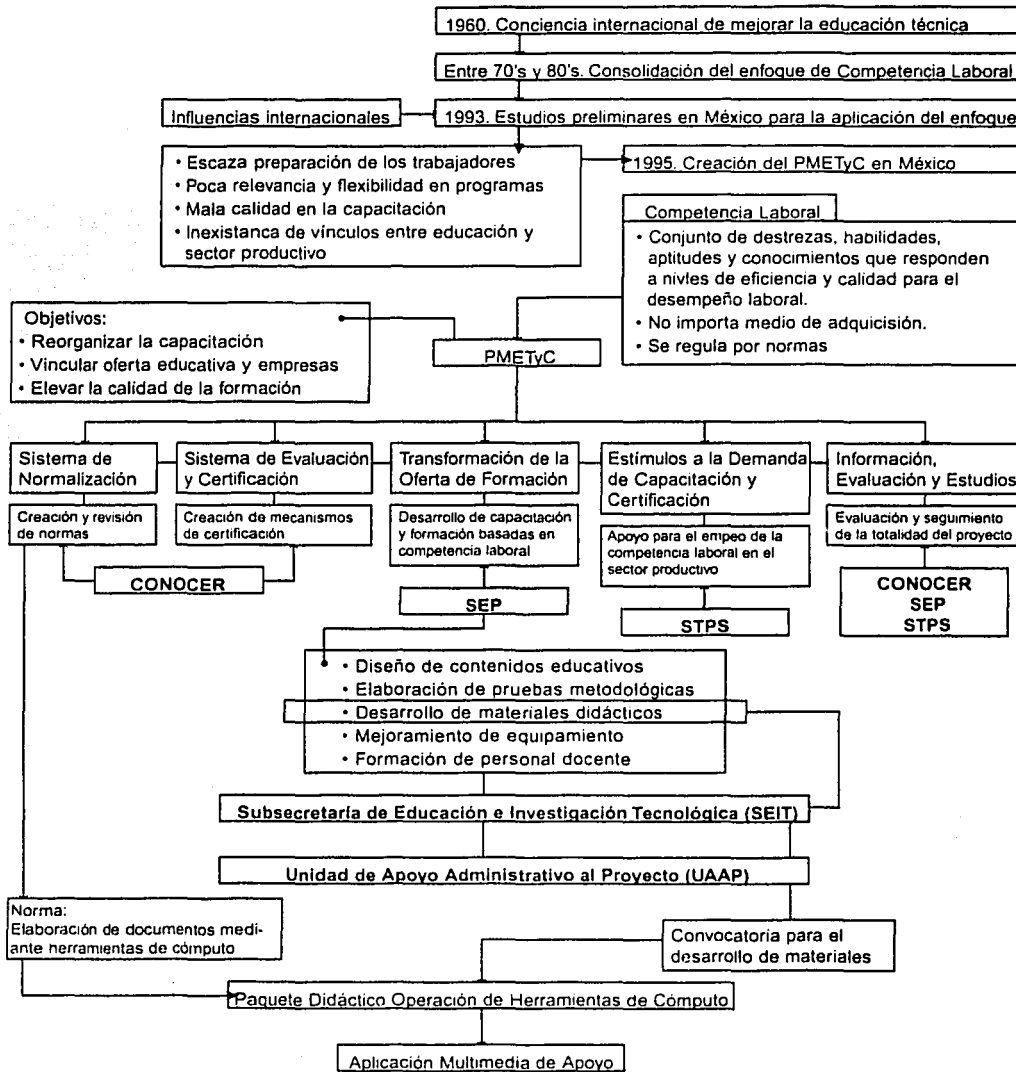 1960. Conciencia internacional de mejorar la educación técnica
Entre 70's y 80's. Consolidación del enfoque de Competencia Laboral
Influencias internacionales
1993. Estudios preliminares en México para la aplicación del enfoque
• Escaza preparación de los trabajadores
• Poca relevancia y flexibilidad en programas
• Mala calidad en la capacitación
• Inexistanca de vínculos entre educación y
sector productivo
1995. Creación del PMETyC en México
Competencia Laboral
• Conjunto de destrezas, habilidades,
aptitudes y conocimientos que responden
a nivles de eficiencia y calidad para el
desempeño laboral.
• No importa medio de adquicisión.
• Se regula por normas
Objetivos:
• Reorganizar la capacitación
• Vincular oferta educativa y empresas
• Elevar la calidad de la formación
PMETyC
Sistema de
Normalización
Sistema de Evaluación
y Certificación
Transformación de la
Oferta de Formación
Estímulos a la Demanda
de Capacitación y
Certificación
Información,
Evaluación y Estudios
Creación y revisión
de normas
Creación de mecanismos
de certificación
Desarrollo de capacitación
y formación basadas en
competencia laboral
Apoyo para el empeo de la
competencia laboral en el
sector productivo
Evaluación y seguimiento
de la totalidad del proyecto
CONOCER
SEP
STPS
CONOCER
SEP
STPS
• Diseño de contenidos educativos
• Elaboración de pruebas metodológicas
• Desarrollo de materiales didácticos
• Mejoramiento de equipamiento
• Formación de personal docente
Subsecretaría de Educación e Investigación Tecnológica (SEIT)
Unidad de Apoyo Administrativo al Proyecto (UAAP)
Norma:
Elaboración de documentos medi-
ante herramientas de cómputo
Convocatoria para el
desarrollo de materiales
Paquete Didáctico Operación de Herramientas de Cómputo
Aplicación Multimedia de Apoyo